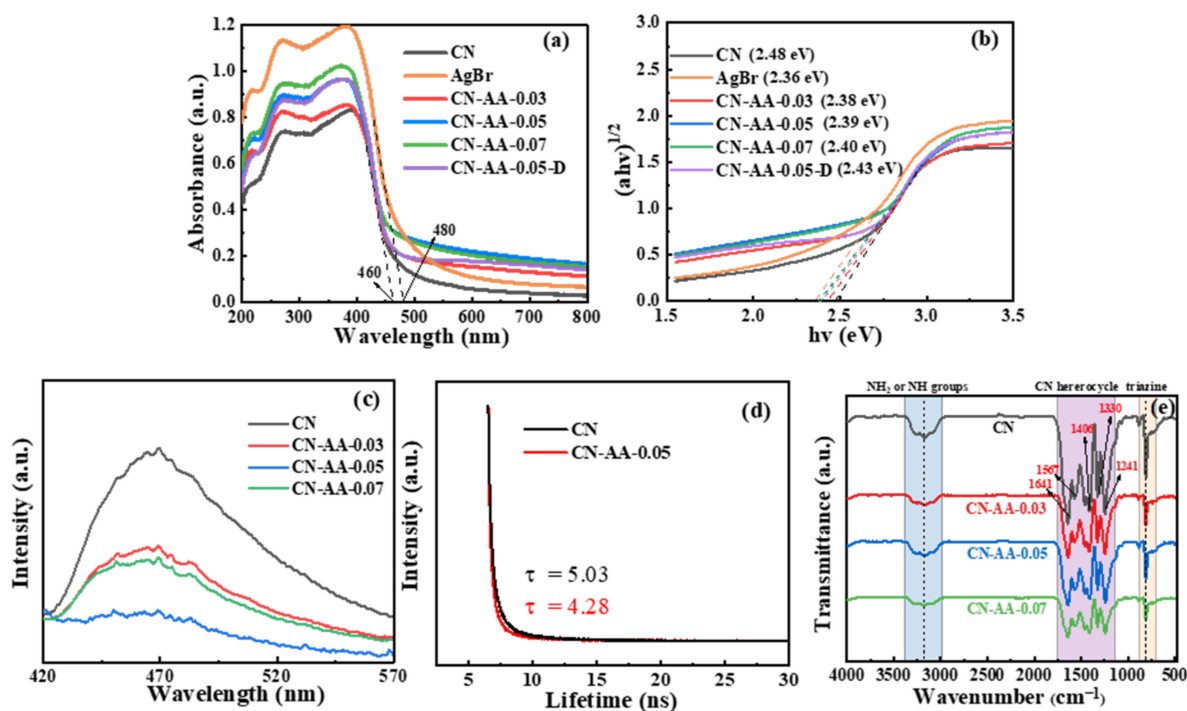 (a)
CN
AgBr
CN-AA-0.03
CN-AA-0.05
CN-AA-0.07
CN-AA-0.05-D
460
480
Absorbance (a.u.)
1.2
1.0
0.8
0.6
0.4
0.2
0.0
200 300 400 500 600 700 800
Wavelength (nm)
(b)
CN (2.48 eV)
AgBr (2.36 eV)
CN-AA-0.03 (2.38 eV)
CN-AA-0.05 (2.39 eV)
CN-AA-0.07 (2.40 eV)
CN-AA-0.05-D (2.43 eV)
(ahv)1/2
3.0
2.5
2.0
1.5
1.0
0.5
0.0
1.5 2.0 2.5 3.0 3.5
hv (eV)
(c)
CN
CN-AA-0.03
CN-AA-0.05
CN-AA-0.07
Intensity (a.u.)
420 470 520 570
Wavelength (nm)
(d)
CN
CN-AA-0.05
τ = 5.03
τ = 4.28
Intensity (a.u.)
5 10 15 20 25 30
Lifetime (ns)
NH2 or NH groups
CN hererocycle triazine
(e)
CN
1330
1406
1567
1641
1241
CN-AA-0.03
CN-AA-0.05
CN-AA-0.07
Transmittance (a.u.)
4000 3500 3000 2500 2000 1500 1000 500
Wavenumber (cm−1)